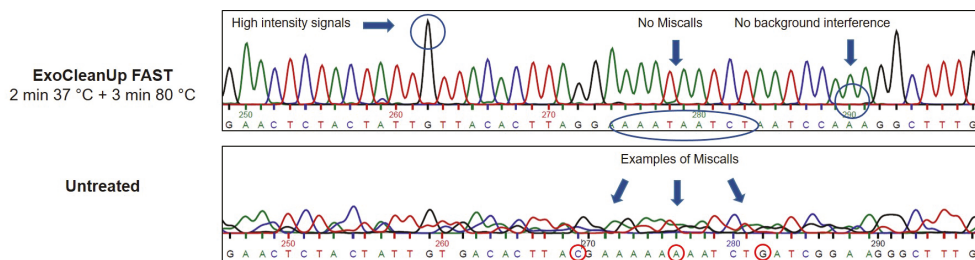 High intensity signals No Miscalls No background interference
ExoCleanUp FAST
2 min 37 °C + 3 min 80 °C
250 260 270 280 290
G A A C T C T A C T A T T G T T A C A C T T A G G A A A A T A A T C T A A T C C A A A G G C T T T G
Examples of Miscalls
Untreated
250 260 270 280 290
G A A C T C T A C T A T T G T G A C A C T T A C G A A A A A A A A T C T G A T C G G A A G G G C T T T C